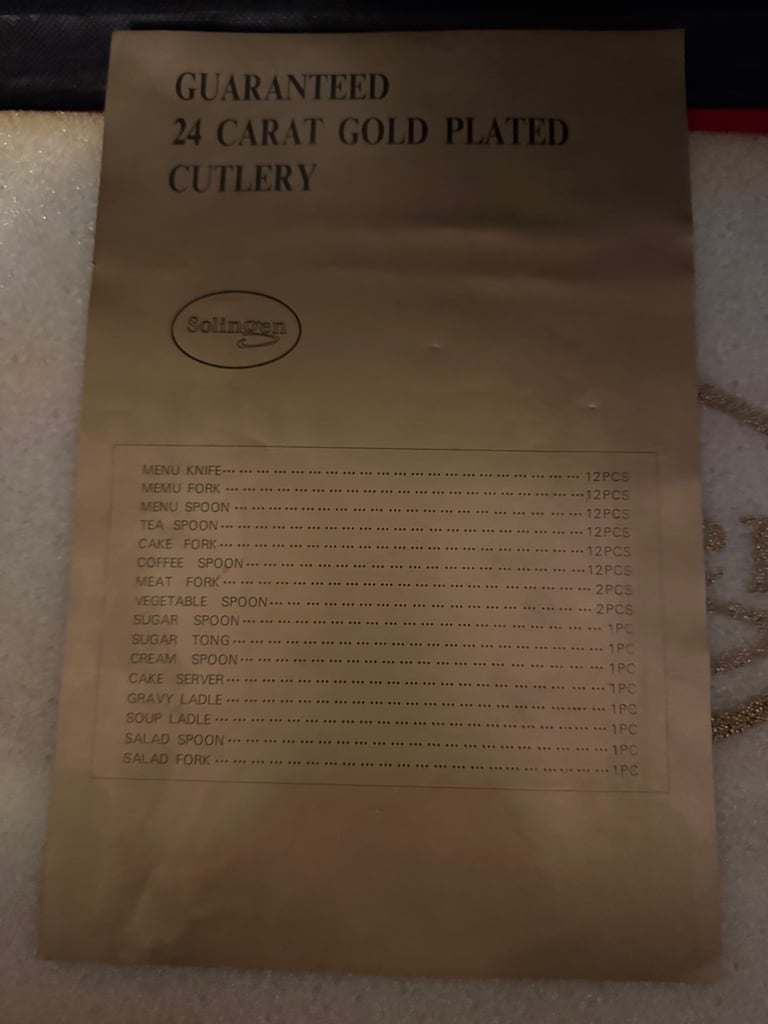 GUARANTEED
24 CARAT GOLD PLATED
CUTLERY
Solingen
MENU KNIFE … 12PCS
MEMU FORK … 12PCS
MENU SPOON … 12PCS
TEA SPOON … 12PCS
CAKE FORK … 12PCS
COFFEE SPOON … 12PCS
MEAT FORK … 2PCS
VEGETABLE SPOON … 2PCS
SUGAR SPOON … 1PC
SUGAR TONG … 1PC
CREAM SPOON … 1PC
CAKE SERVER … 1PC
GRAVY LADLE … 1PC
SOUP LADLE … 1PC
SALAD SPOON … 1PC
SALAD FORK … 1PC